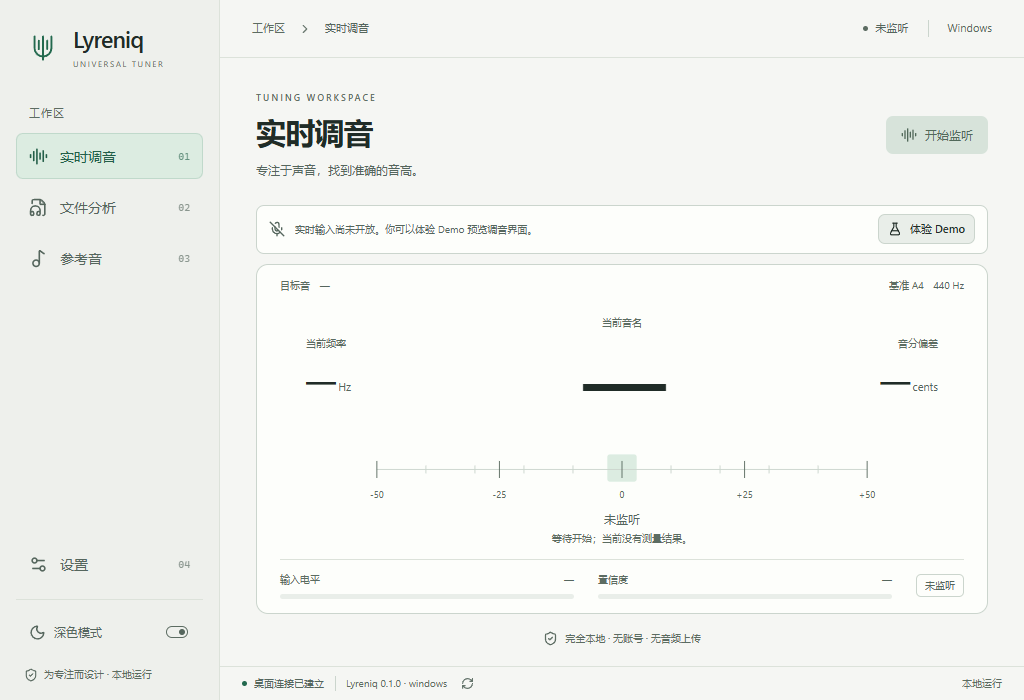 Lyreniq
UNIVERSAL TUNER
工作区
实时调音 01
文件分析 02
参考音 03
设置 04
深色模式
为专注而设计 · 本地运行
工作区 > 实时调音
未监听
Windows
TUNING WORKSPACE
实时调音
专注于声音，找到准确的音高。
开始监听
实时输入尚未开放。你可以体验 Demo 预览调音界面。
体验 Demo
目标音 —
基准 A4 440 Hz
当前音名
当前频率
音分偏差
— Hz
—
— cents
-50 -25 0 +25 +50
未监听
等待开始；当前没有测量结果。
输入电平 —
置信度 —
未监听
完全本地 · 无账号 · 无音频上传
桌面连接已建立
Lyreniq 0.1.0 · windows
本地运行